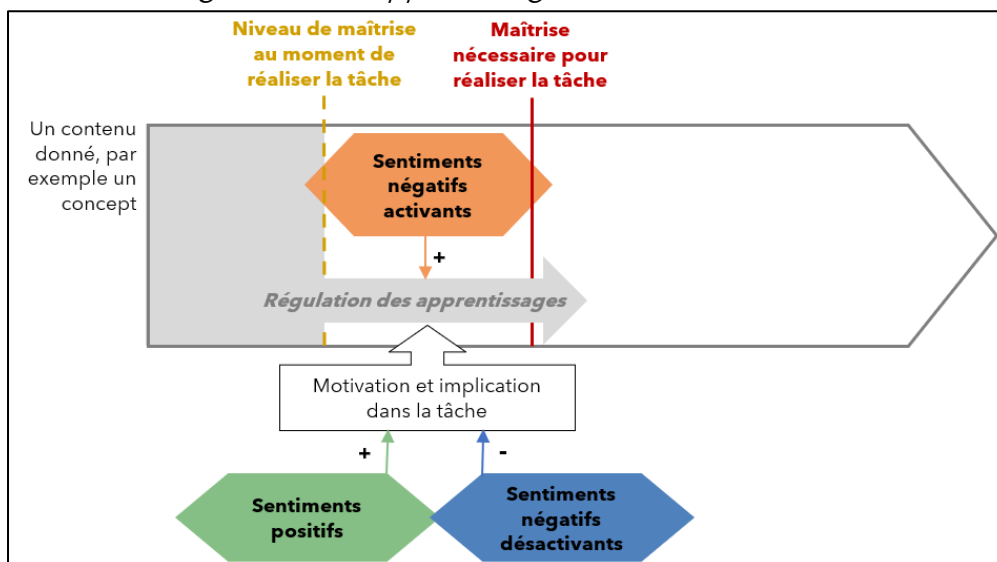 Niveau de maîtrise
au moment de
réaliser la tâche
Maîtrise
nécessaire pour
réaliser la tâche
Un contenu
donné, par
exemple un
concept
Sentiments
négatifs
activants
+
Régulation des apprentissages
Motivation et implication
dans la tâche
+
-
Sentiments
positifs
Sentiments
négatifs
désactivants